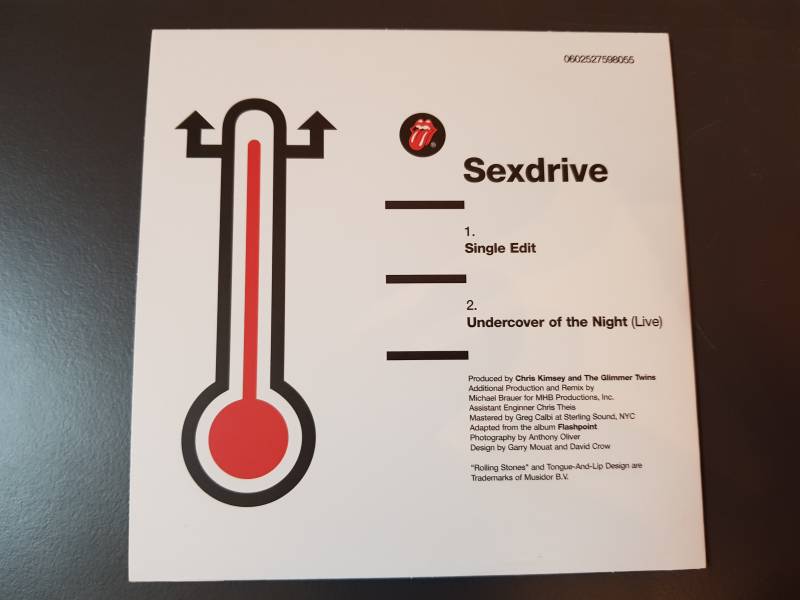 0602527598055
Sexdrive
1.
Single Edit
2.
Undercover of the Night (Live)
Produced by Chris Kimsey and The Glimmer Twins
Additional Production and Remix by
Michael Brauer for MHB Productions, Inc.
Assistant Enginner Chris Theis
Mastered by Greg Calbi at Sterling Sound, NYC
Adapted from the album Flashpoint
Photography by Anthony Oliver
Design by Garry Mouat and David Crow
"Rolling Stones" and Tongue-And-Lip Design are
Trademarks of Musidor B.V.